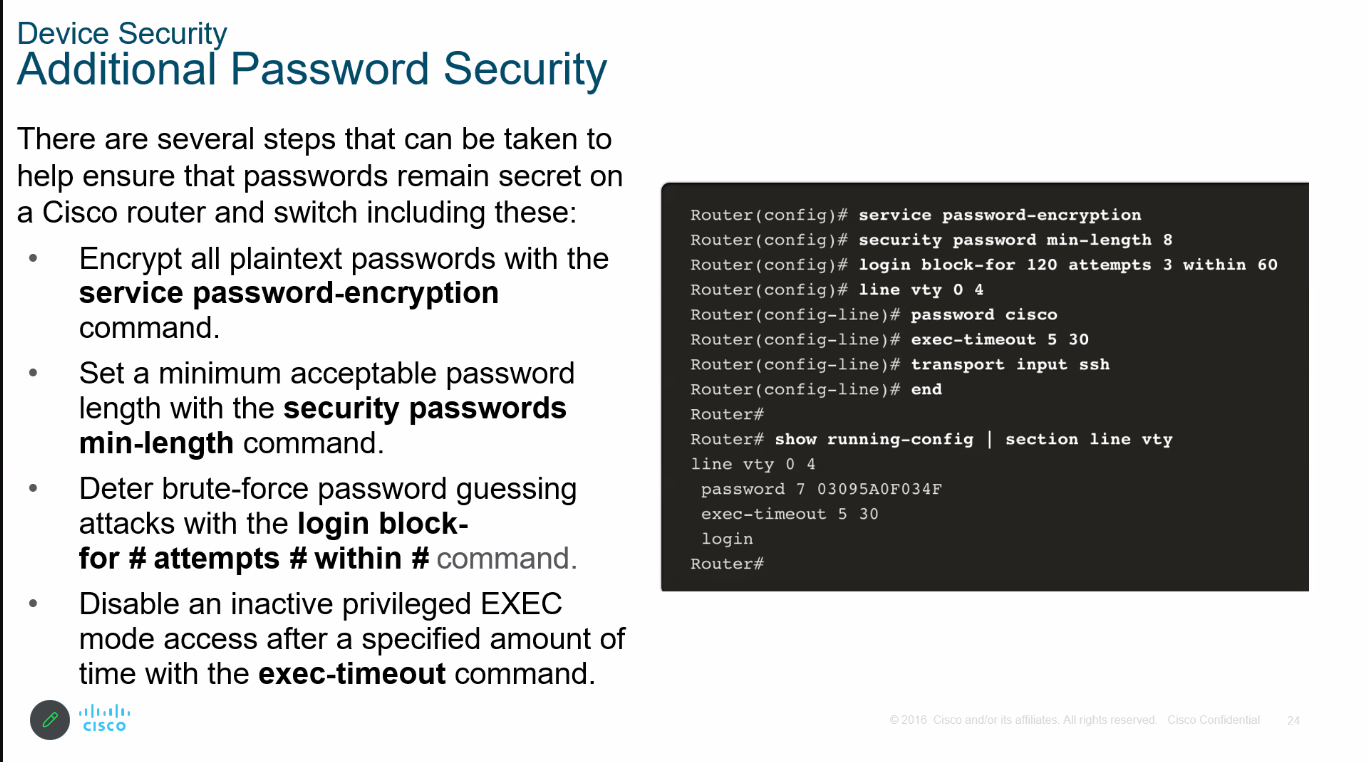 Device Security
Additional Password Security
There are several steps that can be taken to
help ensure that passwords remain secret on
a Cisco router and switch including these:
• Encrypt all plaintext passwords with the
service password-encryption
command.
• Set a minimum acceptable password
length with the security passwords
min-length command.
• Deter brute-force password guessing
attacks with the login block-
for # attempts # within # command.
• Disable an inactive privileged EXEC
mode access after a specified amount of
time with the exec-timeout command.
Router(config)# service password-encryption
Router(config)# security password min-length 8
Router(config)# login block-for 120 attempts 3 within 60
Router(config)# line vty 0 4
Router(config-line)# password cisco
Router(config-line)# exec-timeout 5 30
Router(config-line)# transport input ssh
Router(config-line)# end
Router#
Router# show running-config | section line vty
line vty 0 4
password 7 03095A0F034F
exec-timeout 5 30
login
Router#
CISCO
© 2016 Cisco and/or its affiliates. All rights reserved. Cisco Confidential 24